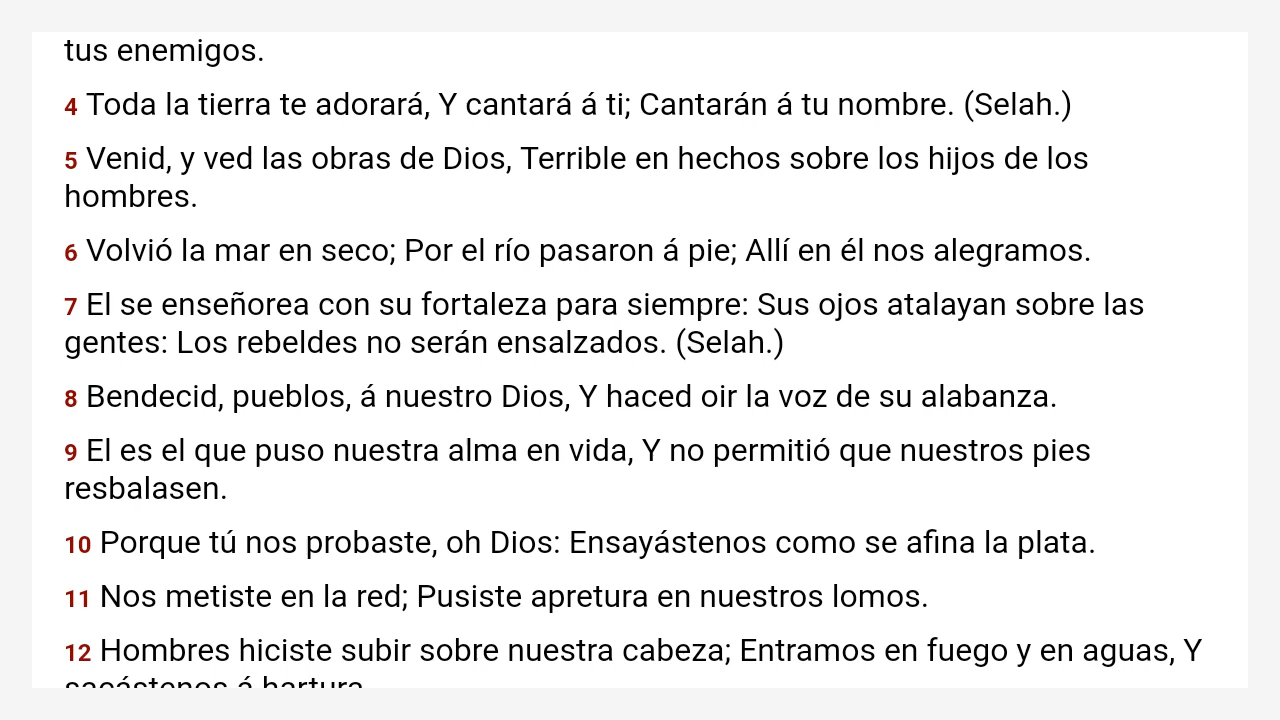 tus enemigos.
4 Toda la tierra te adorará, Y cantará á ti; Cantarán á tu nombre. (Selah.)
5 Venid, y ved las obras de Dios, Terrible en hechos sobre los hijos de los
hombres.
6 Volvió la mar en seco; Por el río pasaron á pie; Allí en él nos alegramos.
7 El se enseñorea con su fortaleza para siempre: Sus ojos atalayan sobre las
gentes: Los rebeldes no serán ensalzados. (Selah.)
8 Bendecid, pueblos, á nuestro Dios, Y haced oir la voz de su alabanza.
9 El es el que puso nuestra alma en vida, Y no permitió que nuestros pies
resbalasen.
10 Porque tú nos probaste, oh Dios: Ensayástenos como se afina la plata.
11 Nos metiste en la red; Pusiste apretura en nuestros lomos.
12 Hombres hiciste subir sobre nuestra cabeza; Entramos en fuego y en aguas, Y
sacástenos á hartura.